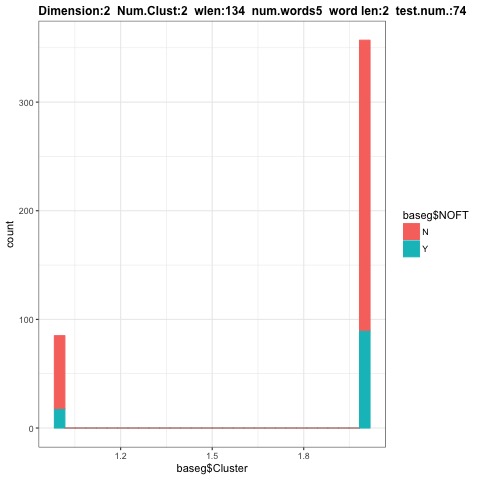 Dimension:2 Num.Clust:2 wlen:134 num.words5 word len:2 test.num.:74
300
200
100
0
count
1.2 1.5 1.8
baseg$Cluster
baseg$NOFT
N
Y